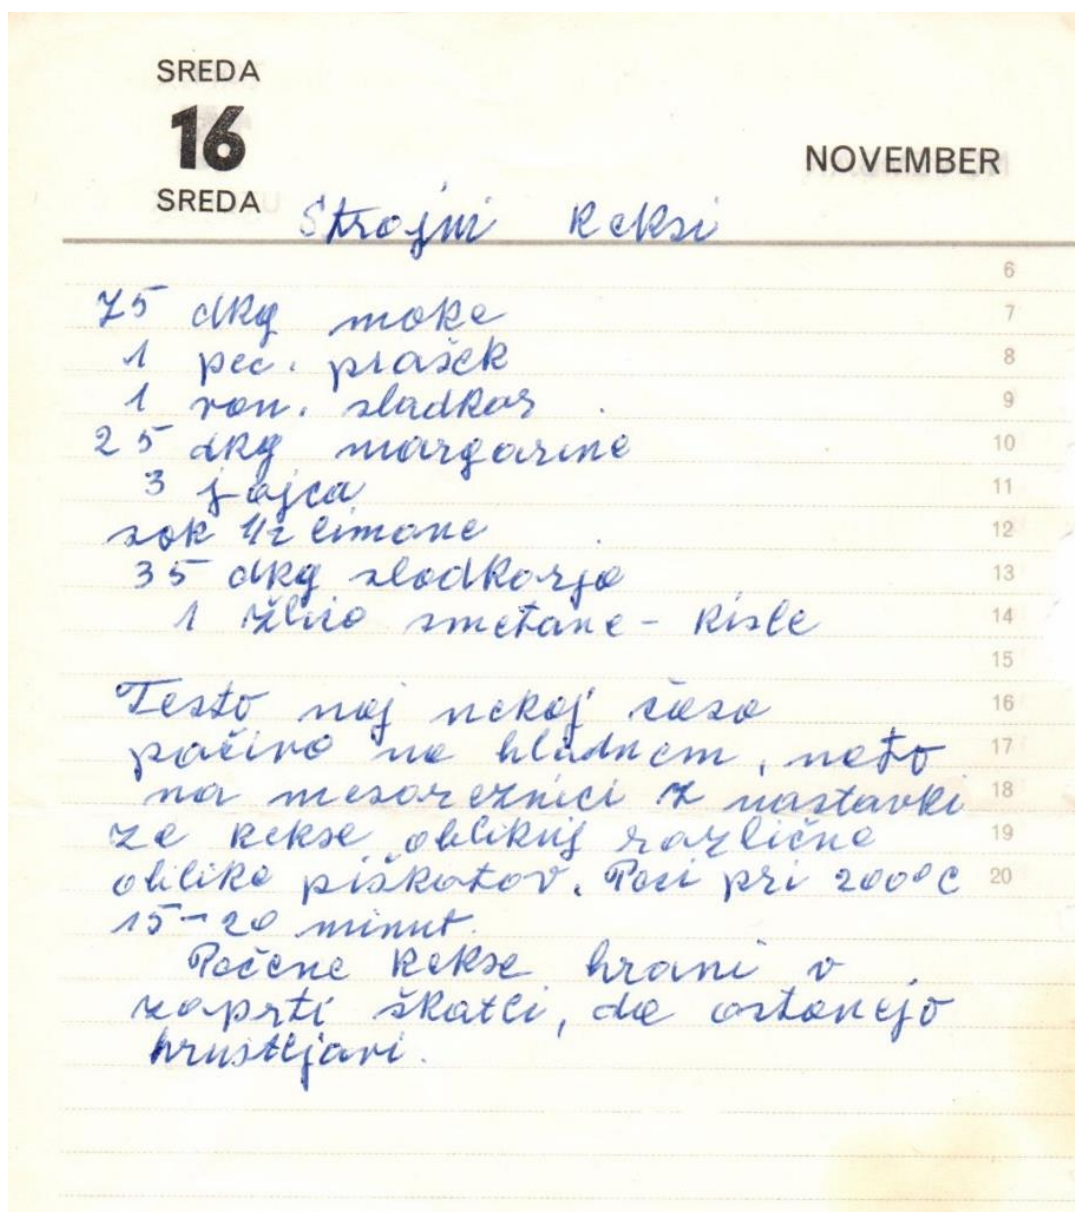 SREDA
16
SREDA
NOVEMBER
Strojni keksi
6
75 dkg moke
7
1 pec. prašek
8
1 van. sladkor
9
25 dkg margarine
10
3 jajca
11
sok 1/2 limone
12
35 dkg sladkorja
13
1 žlico smetane - kisle
14
15
Testo naj nekaj časa
16
počiva na hladnem, nato
17
na mesoreznici z nastavki
18
za kekse oblikuj različne
19
oblike piškotov. Peci pri 200°C
20
15-20 minut.
Pečene kekse hrani v
zaprti škatli, da ostanejo
hrustljavi.